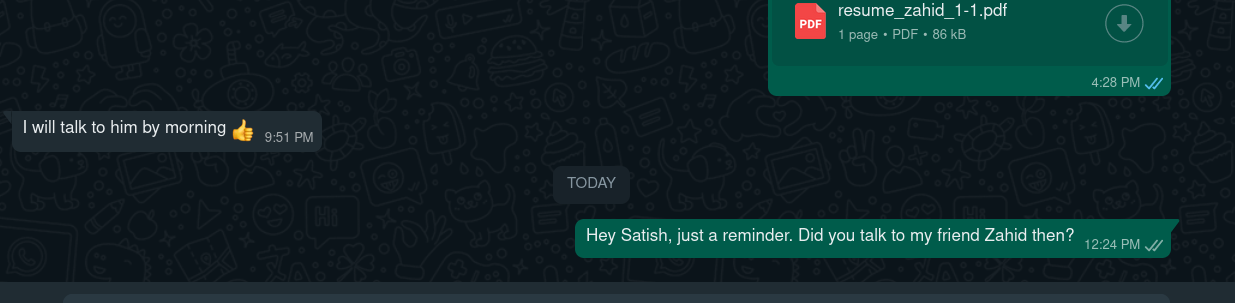 resume_zahid_1-1.pdf
PDF
1 page • PDF • 86 kB
4:28 PM
I will talk to him by morning 👍 9:51 PM
TODAY
Hey Satish, just a reminder. Did you talk to my friend Zahid then? 12:24 PM